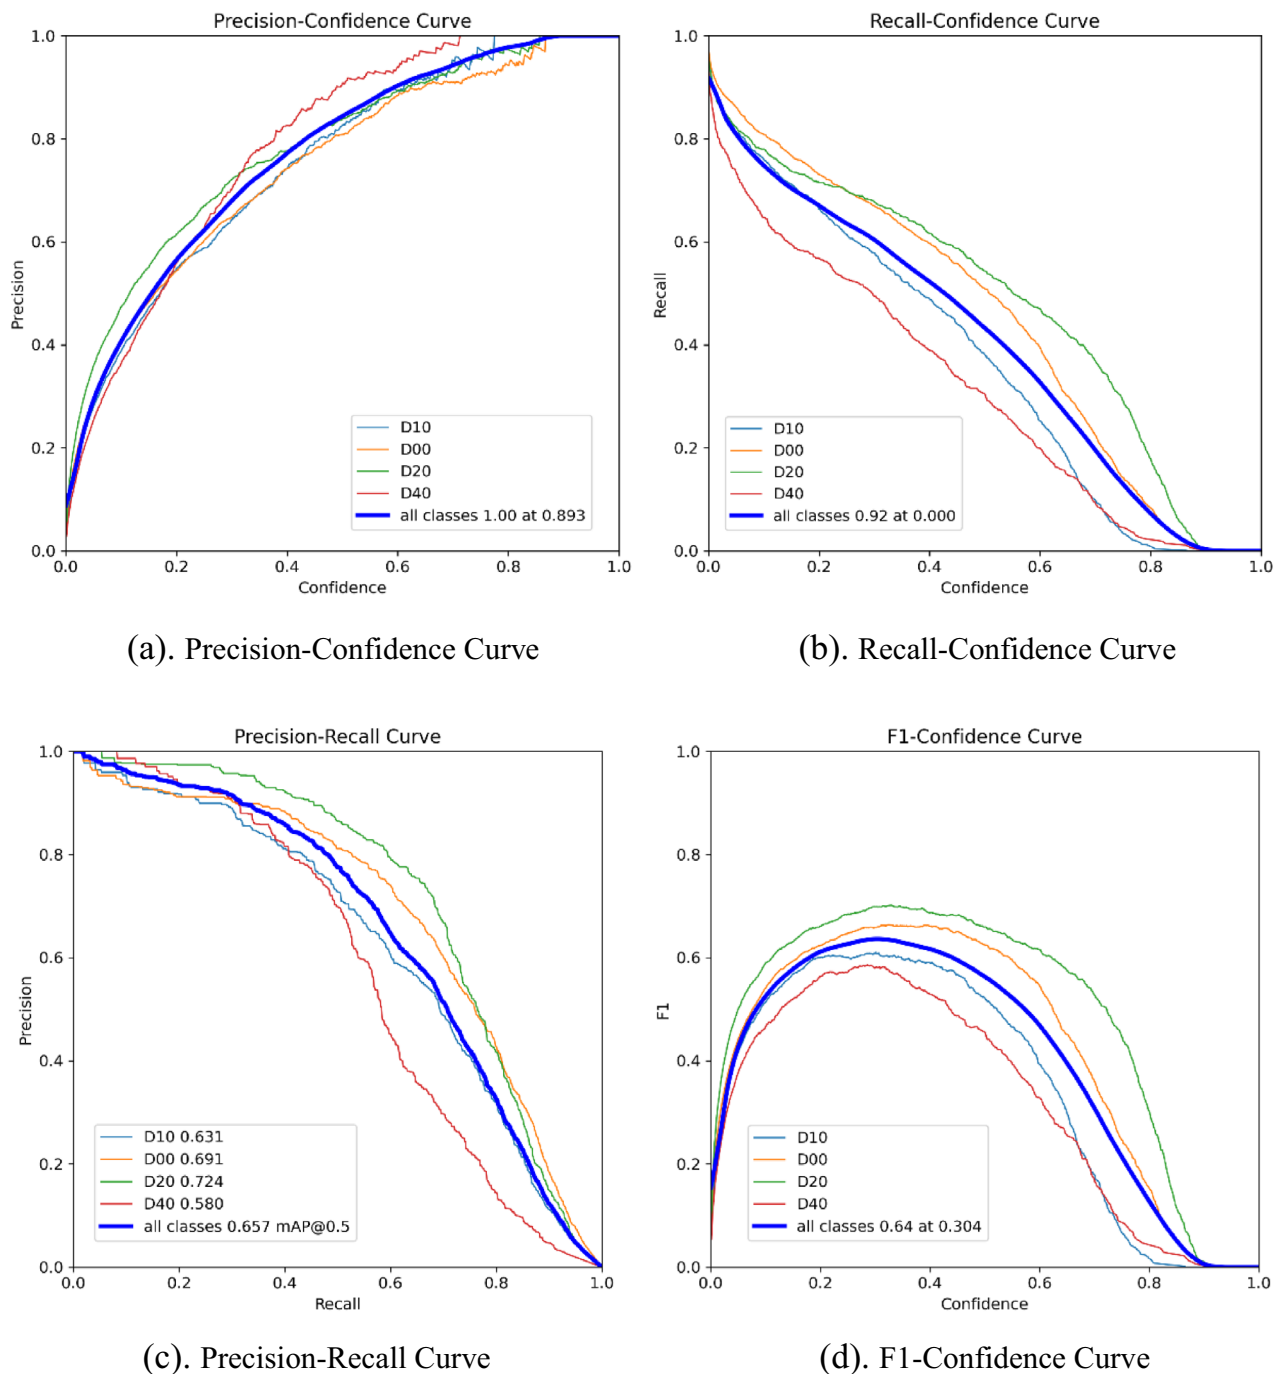 Precision-Confidence Curve
1.0
0.8
0.6
0.4
0.2
0.0
Precision
0.0 0.2 0.4 0.6 0.8 1.0
Confidence
D10
D00
D20
D40
all classes 1.00 at 0.893
(a). Precision-Confidence Curve
Recall-Confidence Curve
1.0
0.8
0.6
0.4
0.2
0.0
Recall
0.0 0.2 0.4 0.6 0.8 1.0
Confidence
D10
D00
D20
D40
all classes 0.92 at 0.000
(b). Recall-Confidence Curve
Precision-Recall Curve
1.0
0.8
0.6
0.4
0.2
0.0
Precision
0.0 0.2 0.4 0.6 0.8 1.0
Recall
D10 0.631
D00 0.691
D20 0.724
D40 0.580
all classes 0.657 mAP@0.5
(c). Precision-Recall Curve
F1-Confidence Curve
1.0
0.8
0.6
0.4
0.2
0.0
F1
0.0 0.2 0.4 0.6 0.8 1.0
Confidence
D10
D00
D20
D40
all classes 0.64 at 0.304
(d). F1-Confidence Curve